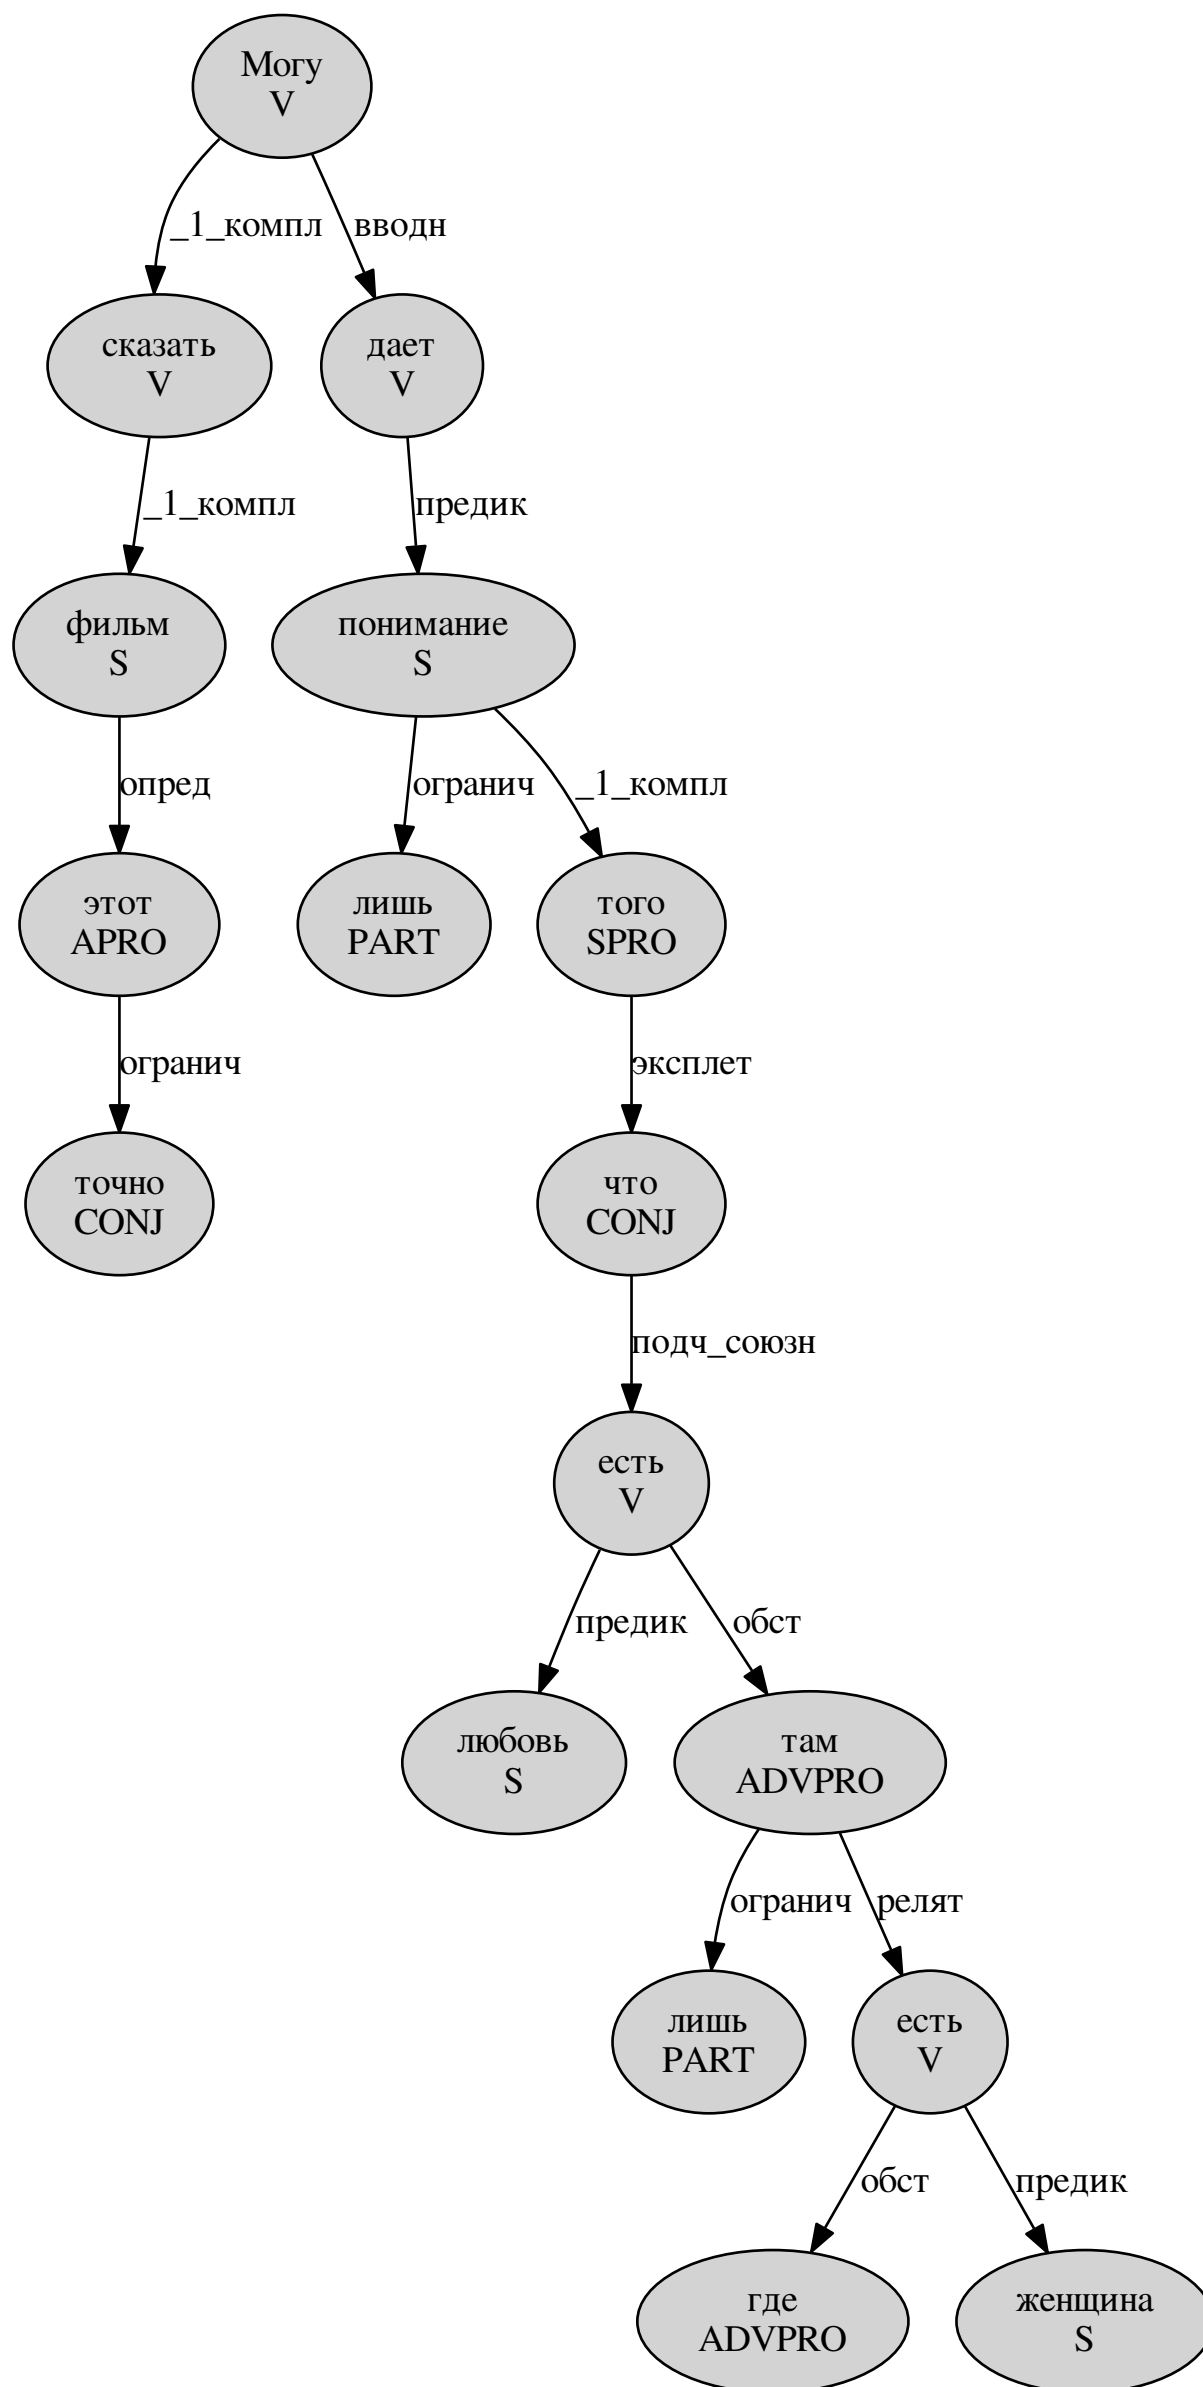 Могу
V
_1_компл
вводн
сказать
V
дает
V
_1_компл
предик
фильм
S
понимание
S
опред
огранич
_1_компл
этот
APRO
лишь
PART
того
SPRO
огранич
эксплет
точно
CONJ
что
CONJ
подч_союзн
есть
V
предик
обст
любовь
S
там
ADVPRO
огранич
релят
лишь
PART
есть
V
обст
предик
где
ADVPRO
женщина
S